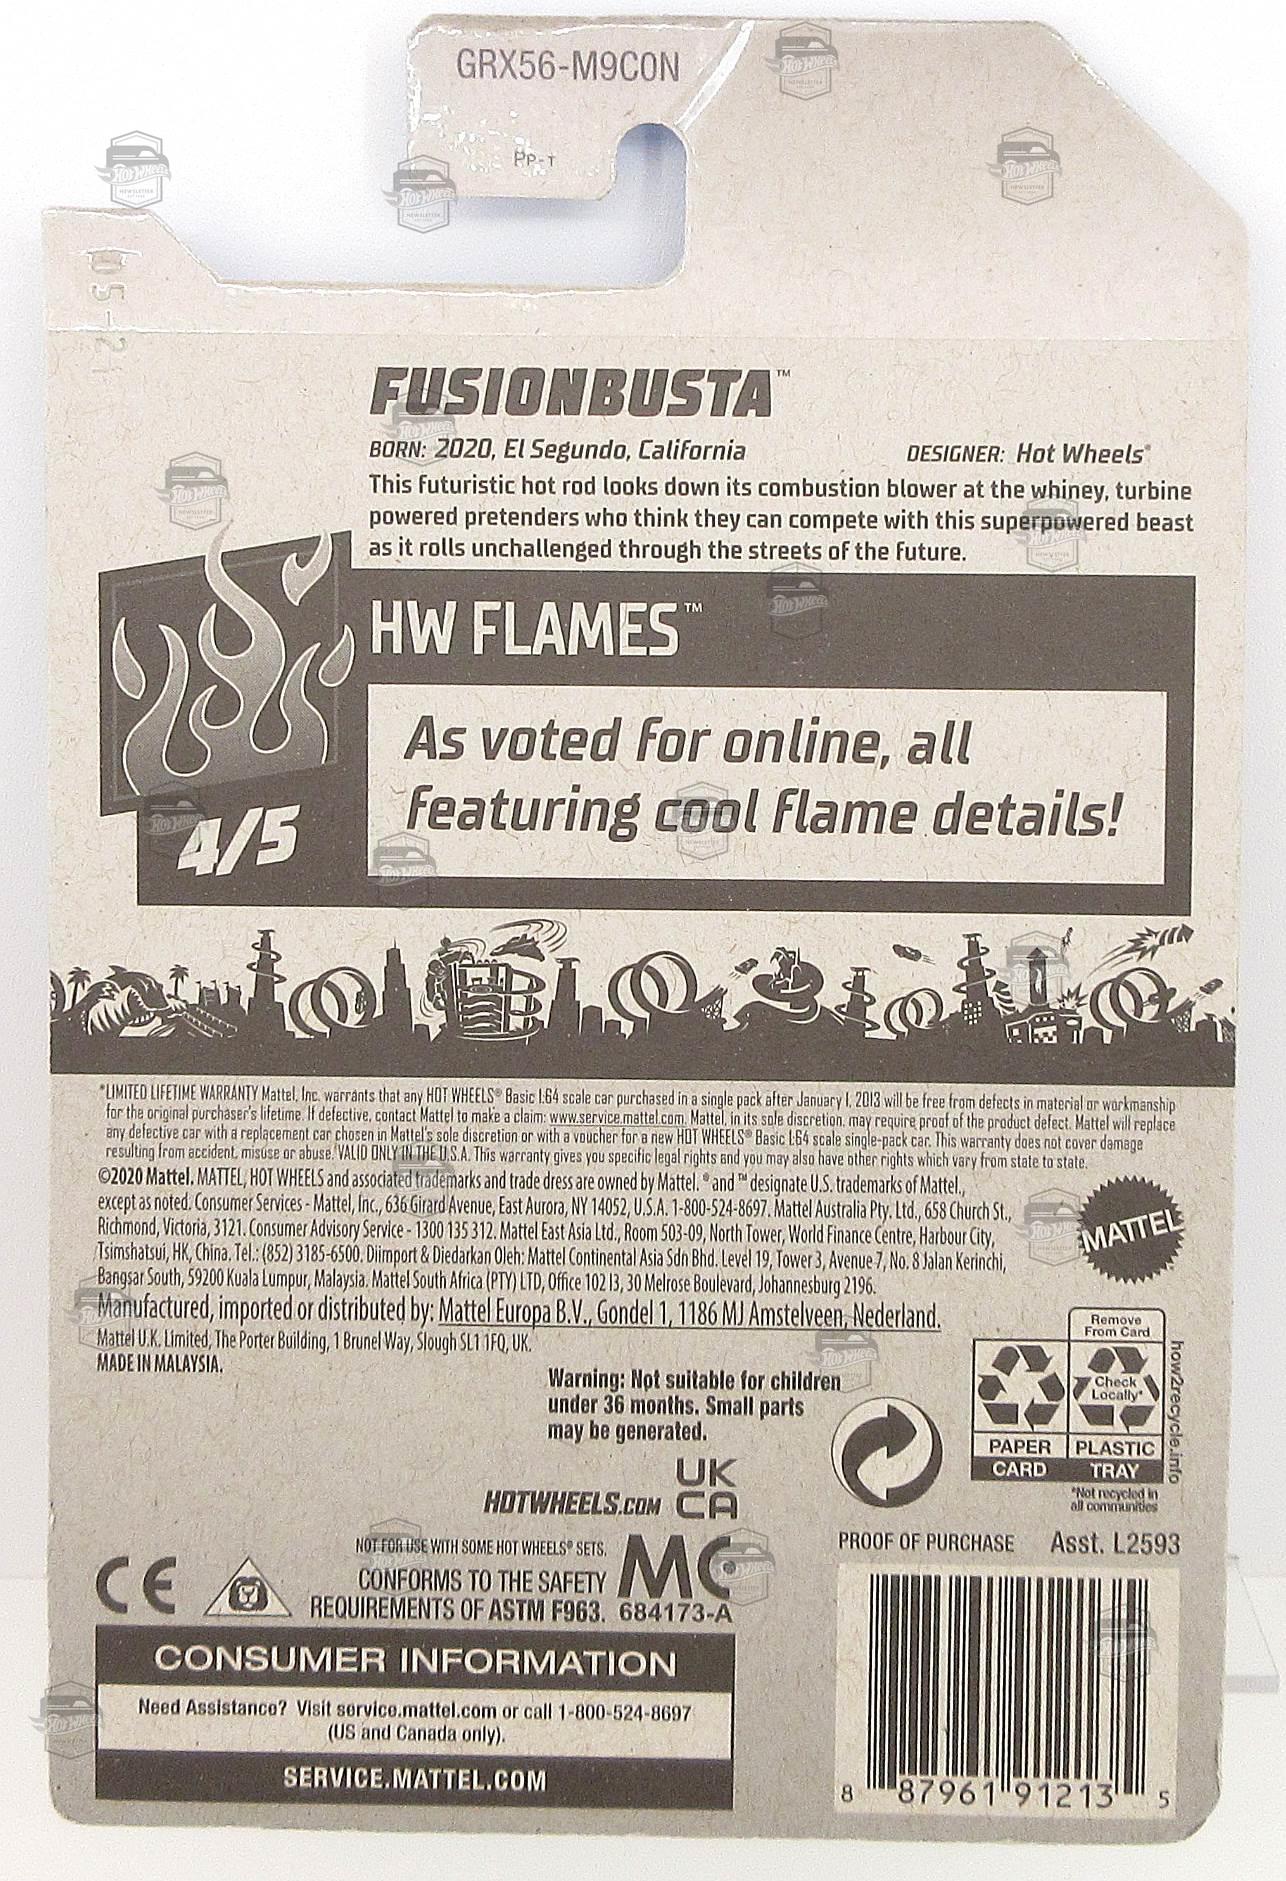 GRX56-M9C0N
PP-T
05-21
FUSIONBUSTA™
BORN: 2020, El Segundo, California DESIGNER: Hot Wheels®
This futuristic hot rod looks down its combustion blower at the whiney, turbine
powered pretenders who think they can compete with this superpowered beast
as it rolls unchallenged through the streets of the future.
HW FLAMES™
As voted for online, all
featuring cool flame details!
4/5
*LIMITED LIFETIME WARRANTY Mattel, Inc. warrants that any HOT WHEELS® Basic 1:64 scale car purchased in a single pack after January 1, 2013 will be free from defects in material or workmanship
for the original purchaser's lifetime. If defective, contact Mattel to make a claim: www.service.mattel.com. Mattel, in its sole discretion, may require proof of the product defect. Mattel will replace
any defective car with a replacement car chosen in Mattel's sole discretion or with a voucher for a new HOT WHEELS® Basic 1:64 scale single-pack car. This warranty does not cover damage
resulting from accident, misuse or abuse. VALID ONLY IN THE U.S.A. This warranty gives you specific legal rights and you may also have other rights which vary from state to state.
©2020 Mattel. MATTEL, HOT WHEELS and associated trademarks and trade dress are owned by Mattel. ® and ™ designate U.S. trademarks of Mattel.,
except as noted. Consumer Services - Mattel, Inc., 636 Girard Avenue, East Aurora, NY 14052, U.S.A. 1-800-524-8697. Mattel Australia Pty. Ltd., 658 Church St.,
Richmond, Victoria, 3121. Consumer Advisory Service - 1300 135 312. Mattel East Asia Ltd., Room 503-09, North Tower, World Finance Centre, Harbour City,
Tsimshatsui, HK, China. Tel.: (852) 3185-6500. Diimport & Diedarkan Oleh: Mattel Continental Asia Sdn Bhd. Level 19, Tower 3, Avenue 7, No. 8 Jalan Kerinchi,
Bangsar South, 59200 Kuala Lumpur, Malaysia. Mattel South Africa (PTY) LTD, Office 102 I3, 30 Melrose Boulevard, Johannesburg 2196.
Manufactured, imported or distributed by: Mattel Europa B.V., Gondel 1, 1186 MJ Amstelveen, Nederland.
Mattel U.K. Limited, The Porter Building, 1 Brunel Way, Slough SL1 1FQ, UK.
MADE IN MALAYSIA.
MATTEL
Warning: Not suitable for children
under 36 months. Small parts
may be generated.
Remove
From Card
Check
Locally*
PAPER PLASTIC
CARD TRAY
how2recycle.info
*Not recycled in
all communities
UK
CA
HOTWHEELS.COM
NOT FOR USE WITH SOME HOT WHEELS® SETS.
CE
CONFORMS TO THE SAFETY
REQUIREMENTS OF ASTM F963.
MC
684173-A
PROOF OF PURCHASE Asst. L2593
CONSUMER INFORMATION
Need Assistance? Visit service.mattel.com or call 1-800-524-8697
(US and Canada only).
SERVICE.MATTEL.COM
8 87961 91213 5
Hot Wheels
NEWSLETTER